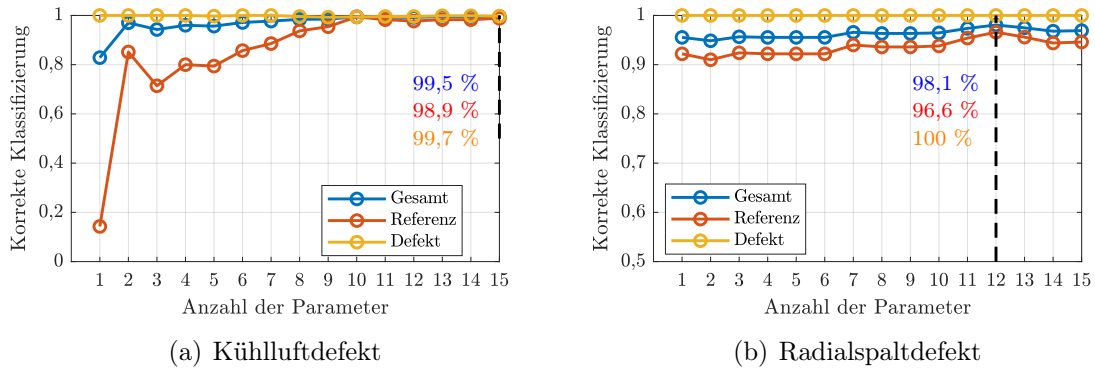 Korrekte Klassifizierung
1
0,8
0,6
0,4
0,2
0
99,5 %
98,9 %
99,7 %
Gesamt
Referenz
Defekt
1 2 3 4 5 6 7 8 9 10 11 12 13 14 15
Anzahl der Parameter
(a) Kühlluftdefekt
Korrekte Klassifizierung
1
0,9
0,8
0,7
0,6
0,5
98,1 %
96,6 %
100 %
Gesamt
Referenz
Defekt
1 2 3 4 5 6 7 8 9 10 11 12 13 14 15
Anzahl der Parameter
(b) Radialspaltdefekt